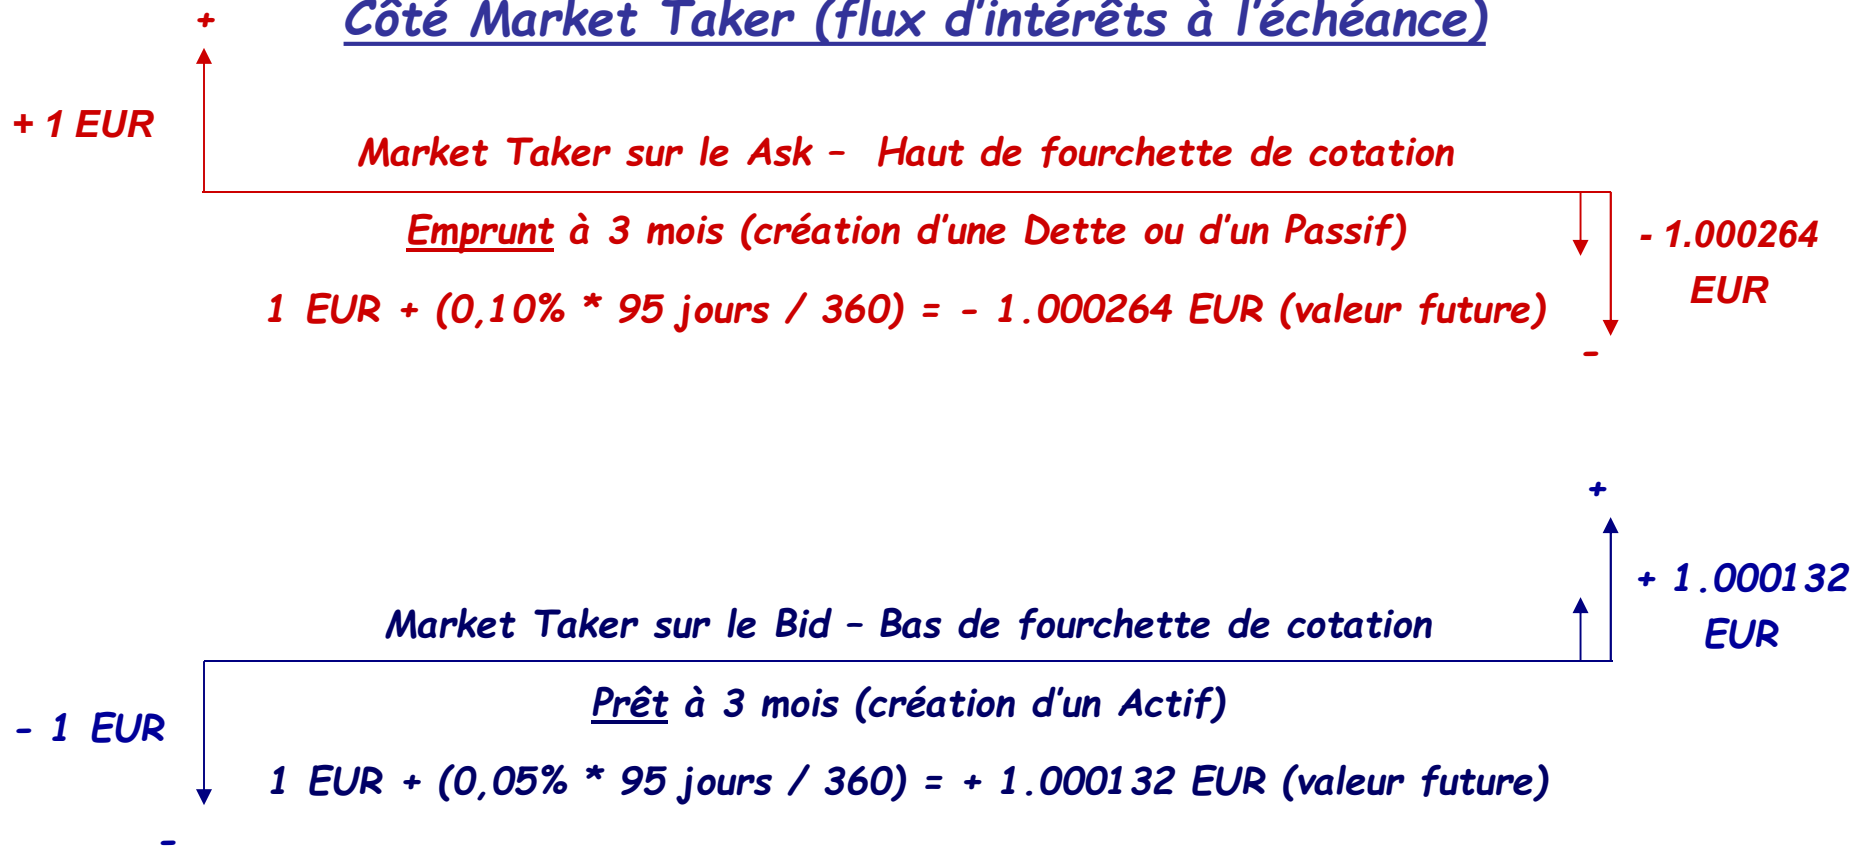 +
Côté Market Taker (flux d'intérêts à l'échéance)
+ 1 EUR
Market Taker sur le Ask – Haut de fourchette de cotation
Emprunt à 3 mois (création d'une Dette ou d'un Passif)
1 EUR + (0,10% * 95 jours / 360) = - 1.000264 EUR (valeur future)
- 1.000264
EUR
-
+
+ 1.000132
EUR
Market Taker sur le Bid – Bas de fourchette de cotation
Prêt à 3 mois (création d'un Actif)
- 1 EUR
1 EUR + (0,05% * 95 jours / 360) = + 1.000132 EUR (valeur future)
-